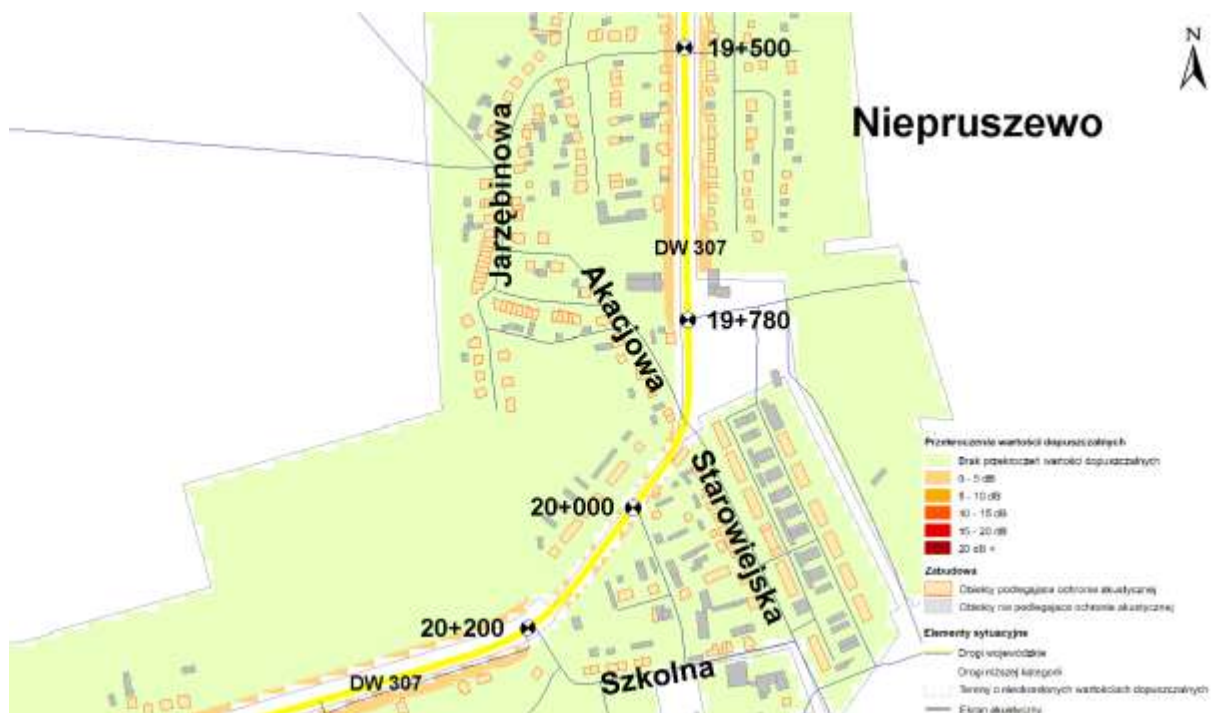 19+500
N
Niepruszewo
Jarzębinowa
DW 307
Akacjowa
19+780
Przekroczenie wartości dopuszczalnych
Brak przekroczeń wartości dopuszczalnych
0 - 5 dB
5 - 10 dB
10 - 15 dB
15 - 20 dB
20 dB <
Starowiejska
20+000
Zabudowa
Obiekty podlegające ochronie akustycznej
Obiekty nie podlegające ochronie akustycznej
20+200
Elementy sytuacyjne
Drogi wojewódzkie
Drogi niższej kategorii
Tereny o nieokreślonych wartościach dopuszczalnych
Ekran akustyczny
Szkolna
DW 307